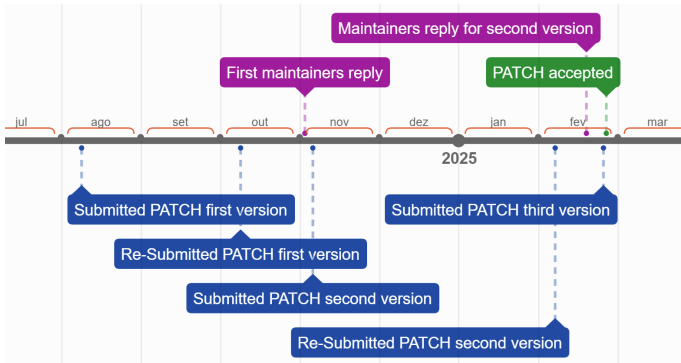 Maintainers reply for second version
First maintainers reply
PATCH accepted
jul
ago
set
out
nov
dez
jan
fev
mar
2025
Submitted PATCH first version
Submitted PATCH third version
Re-Submitted PATCH first version
Submitted PATCH second version
Re-Submitted PATCH second version